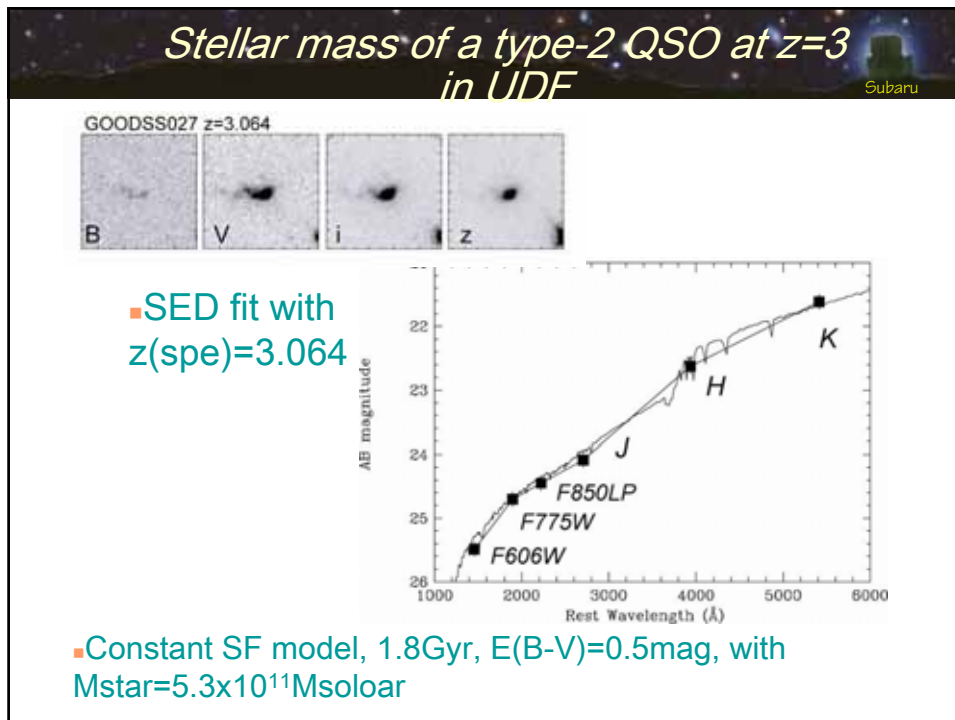 Stellar mass of a type-2 QSO at z=3
in UDF
Subaru
GOODSS027 z=3.064
B V i z
SED fit with
z(spe)=3.064
22
23
24
25
26
AB magnitude
K
H
J
F850LP
F775W
F606W
1000 2000 3000 4000 5000 6000
Rest Wavelength (Å)
Constant SF model, 1.8Gyr, E(B-V)=0.5mag, with
Mstar=5.3x10¹¹Msoloar